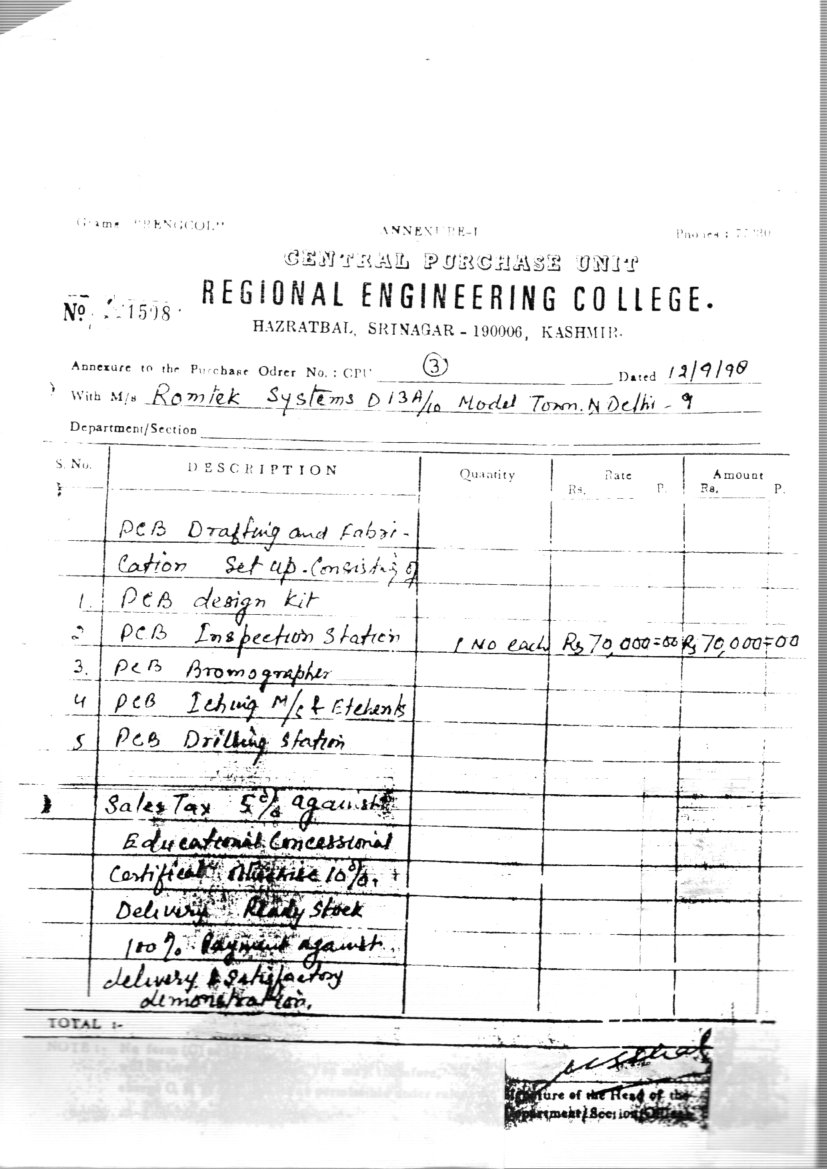 Grams "RENGCOL"
ANNEXURE-I
Phones :
CENTRAL PURCHASE UNIT
REGIONAL ENGINEERING COLLEGE.
No. 1598
HAZRATBAL, SRINAGAR - 190006, KASHMIR.
Annexure to the Purchase Odrer No. : CPU (3) Dated 12/9/98
With M/s Romtek Systems D 13A/10 Model Town. N Delhi - 9
Department/Section
S. No. DESCRIPTION Quantity Rate Rs. P. Amount Rs. P.
PCB Drafting and Fabri-
cation Set up. Consisting of
1. PCB design kit
2 PCB Inspection Station 1 No each Rs 70,000=00 Rs 70,000=00
3. PCB Bromographer
4 PCB Iching M/c & Etchents
5 PCB Drilling Station
Sales Tax 5% against
Educational Concessional
Certificat 10%.
Delivery Ready Stock
100% Payment against
delivery & Satisfactory
demonstration.
TOTAL :-
NOTE :
Signature of the Head of the
Department/Section